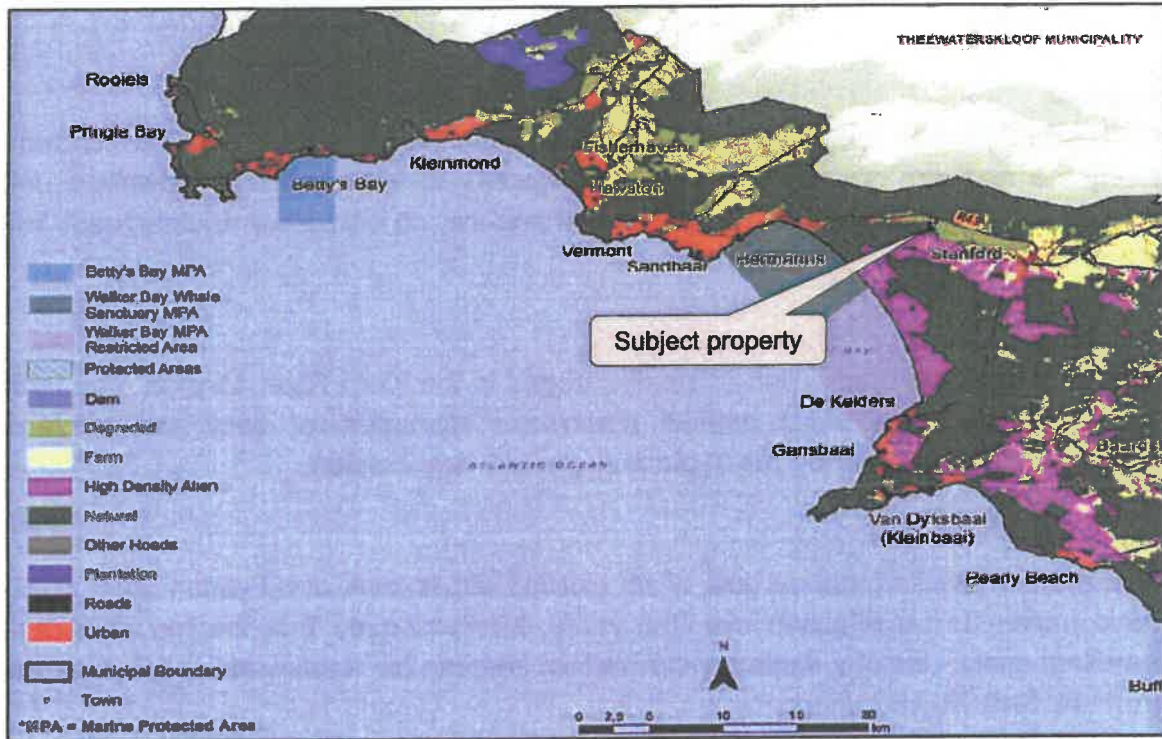 THEEWATERSKLOOF MUNICIPALITY
Rooiels
Pringle Bay
Betty's Bay
Kleinmond
Fisherhaven
Hawston
Vermont
Sandbaai
Hermanus
Stanford
Subject property
De Kelders
Gansbaai
Van Dyksbaai
(Kleinbaai)
Pearly Beach
ATLANTIC OCEAN
Betty's Bay MPA
Walker Bay Whale
Sanctuary MPA
Walker Bay MPA
Restricted Area
Protected Areas
Dam
Degraded
Farm
High Density Alien
Natural
Other Roads
Plantation
Roads
Urban
Municipal Boundary
Town
*MPA = Marine Protected Area
N
0 2,5 5 10 15 20
km